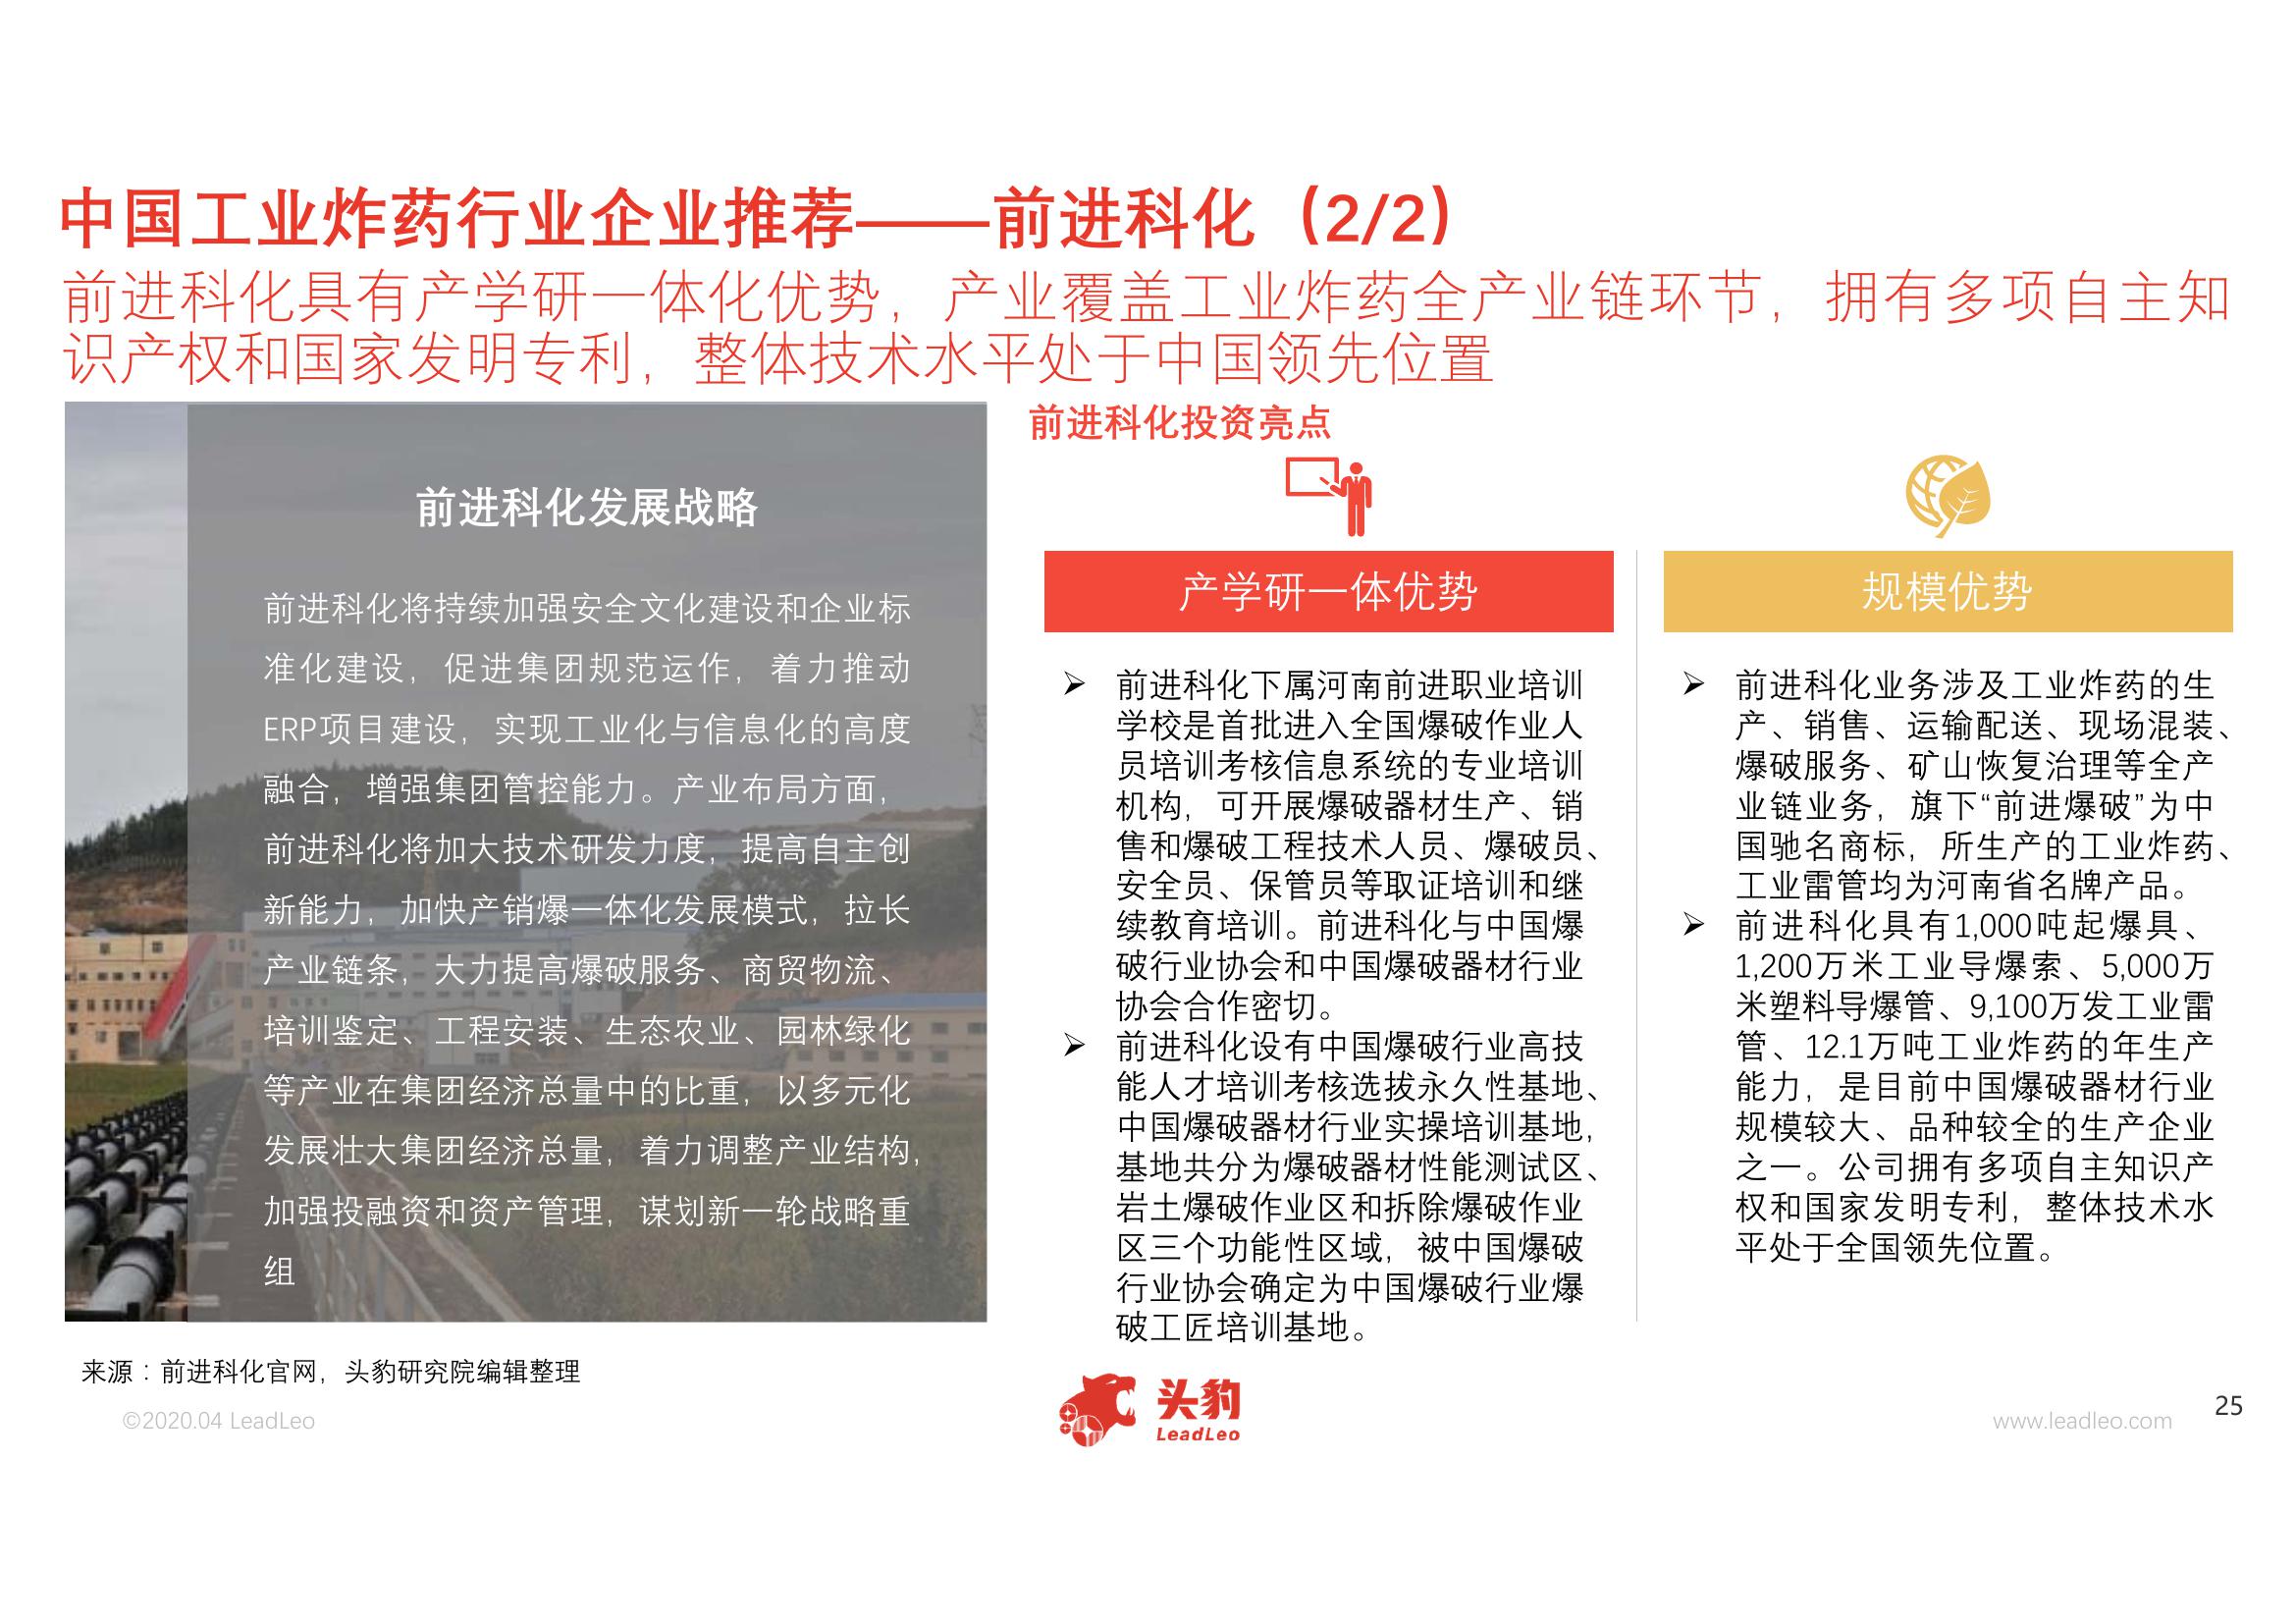 中国工业炸药行业企业推荐——前进科化（2/2）
前进科化具有产学研一体化优势，产业覆盖工业炸药全产业链环节，拥有多项自主知
识产权和国家发明专利，整体技术水平处于中国领先位置
前进科化发展战略
前进科化将持续加强安全文化建设和企业标
准化建设，促进集团规范运作，着力推动
ERP项目建设，实现工业化与信息化的高度
融合，增强集团管控能力。产业布局方面，
前进科化将加大技术研发力度，提高自主创
新能力，加快产销爆一体化发展模式，拉长
产业链条，大力提高爆破服务、商贸物流、
培训鉴定、工程安装、生态农业、园林绿化
等产业在集团经济总量中的比重，以多元化
发展壮大集团经济总量，着力调整产业结构，
加强投融资和资产管理，谋划新一轮战略重
组
前进科化投资亮点
产学研一体优势
➢ 前进科化下属河南前进职业培训
学校是首批进入全国爆破作业人
员培训考核信息系统的专业培训
机构，可开展爆破器材生产、销
售和爆破工程技术人员、爆破员、
安全员、保管员等取证培训和继
续教育培训。前进科化与中国爆
破行业协会和中国爆破器材行业
协会合作密切。
➢ 前进科化设有中国爆破行业高技
能人才培训考核选拔永久性基地、
中国爆破器材行业实操培训基地，
基地共分为爆破器材性能测试区、
岩土爆破作业区和拆除爆破作业
区三个功能性区域，被中国爆破
行业协会确定为中国爆破行业爆
破工匠培训基地。
规模优势
➢ 前进科化业务涉及工业炸药的生
产、销售、运输配送、现场混装、
爆破服务、矿山恢复治理等全产
业链业务，旗下“前进爆破”为中
国驰名商标，所生产的工业炸药、
工业雷管均为河南省名牌产品。
➢ 前进科化具有1,000吨起爆具、
1,200万米工业导爆索、5,000万
米塑料导爆管、9,100万发工业雷
管、12.1万吨工业炸药的年生产
能力，是目前中国爆破器材行业
规模较大、品种较全的生产企业
之一。公司拥有多项自主知识产
权和国家发明专利，整体技术水
平处于全国领先位置。
来源：前进科化官网，头豹研究院编辑整理
©2020.04 LeadLeo
头豹
LeadLeo
www.leadleo.com
25